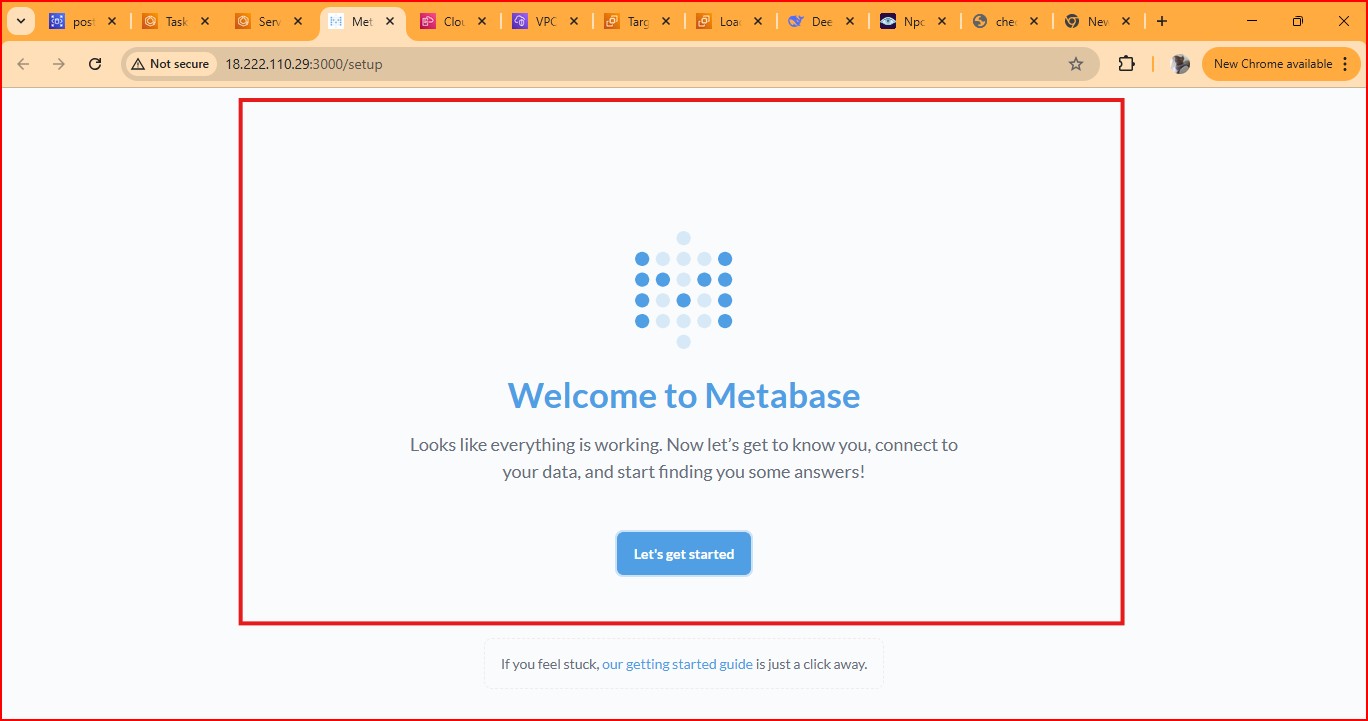 post
Task
Serv
Met
Clou
VPC
Targ
Load
Dee
Npc
che
New
Not secure
18.222.110.29:3000/setup
New Chrome available
Welcome to Metabase
Looks like everything is working. Now let's get to know you, connect to
your data, and start finding you some answers!
Let's get started
If you feel stuck, our getting started guide is just a click away.